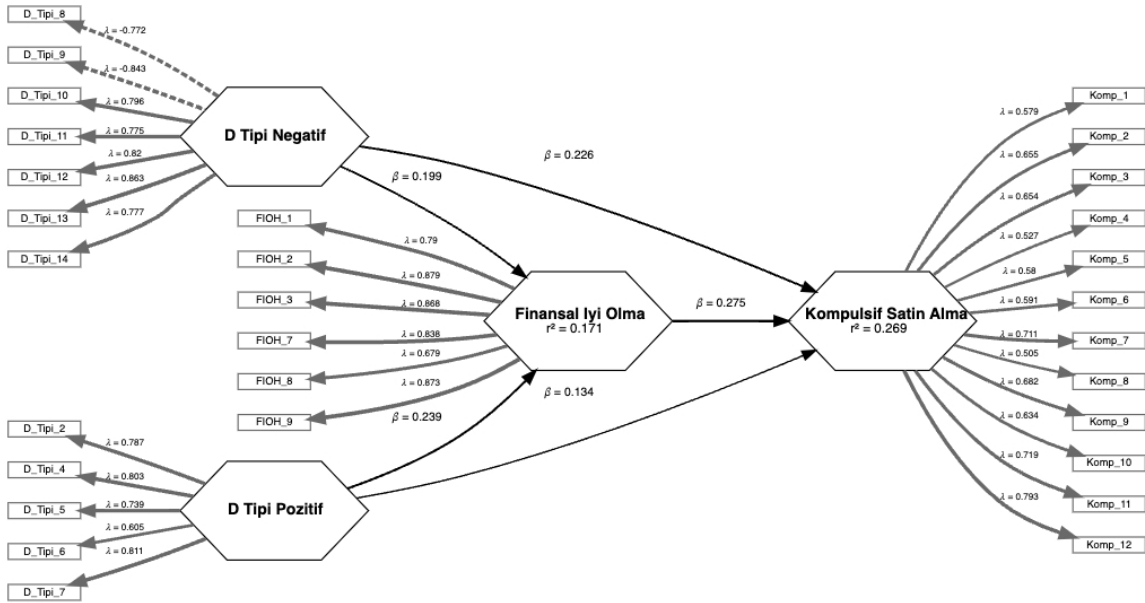 D_Tipi_8
λ = -0.772
D_Tipi_9
λ = -0.843
D_Tipi_10
λ = 0.796
D_Tipi_11
λ = 0.775
D_Tipi_12
λ = 0.82
D_Tipi_13
λ = 0.863
D_Tipi_14
λ = 0.777
D Tipi Negatif
β = 0.226
β = 0.199
FIOH_1
λ = 0.79
FIOH_2
λ = 0.879
FIOH_3
λ = 0.868
FIOH_7
λ = 0.838
FIOH_8
λ = 0.679
FIOH_9
λ = 0.873
Finansal Iyi Olma
r² = 0.171
β = 0.275
β = 0.134
β = 0.239
D_Tipi_2
λ = 0.787
D_Tipi_4
λ = 0.803
D_Tipi_5
λ = 0.739
D_Tipi_6
λ = 0.605
D_Tipi_7
λ = 0.811
D Tipi Pozitif
Kompulsif Satin Alma
r² = 0.269
Komp_1
λ = 0.579
Komp_2
λ = 0.655
Komp_3
λ = 0.654
Komp_4
λ = 0.527
Komp_5
λ = 0.58
Komp_6
λ = 0.591
Komp_7
λ = 0.711
Komp_8
λ = 0.505
Komp_9
λ = 0.682
Komp_10
λ = 0.634
Komp_11
λ = 0.719
Komp_12
λ = 0.793